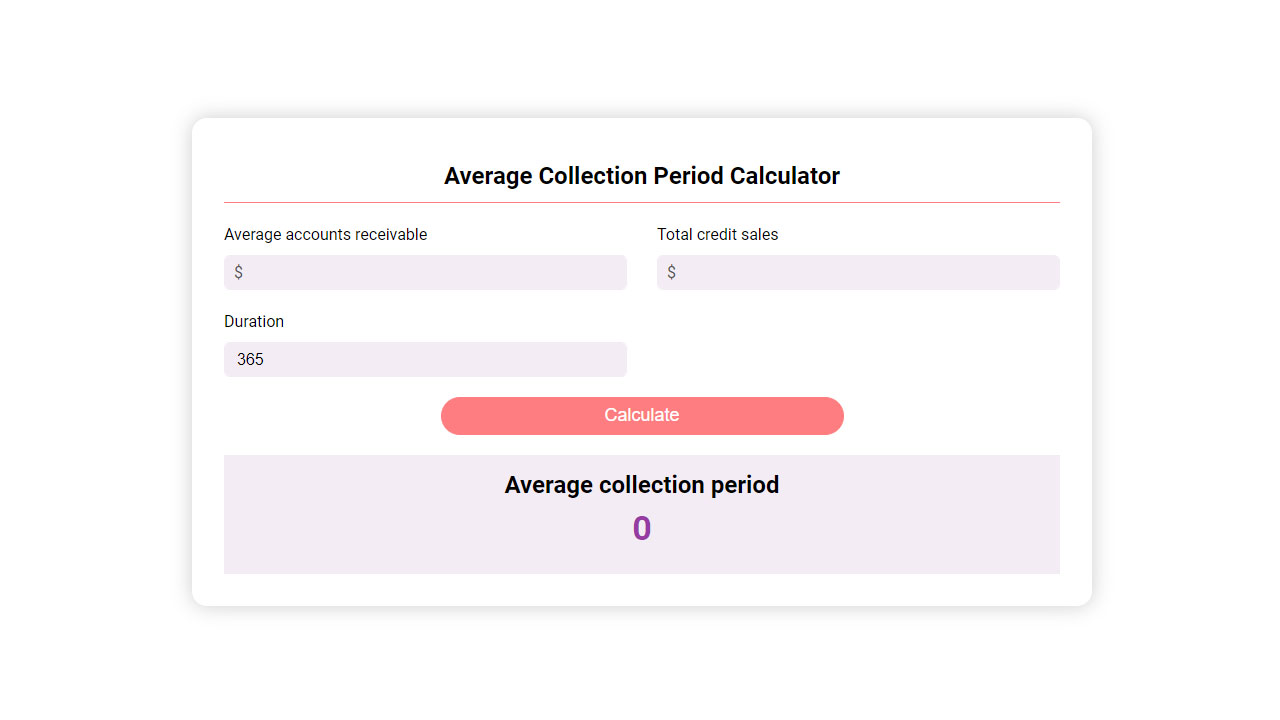 Average Collection Period Calculator
Average accounts receivable
Total credit sales
$
$
Duration
365
Calculate
Average collection period
0